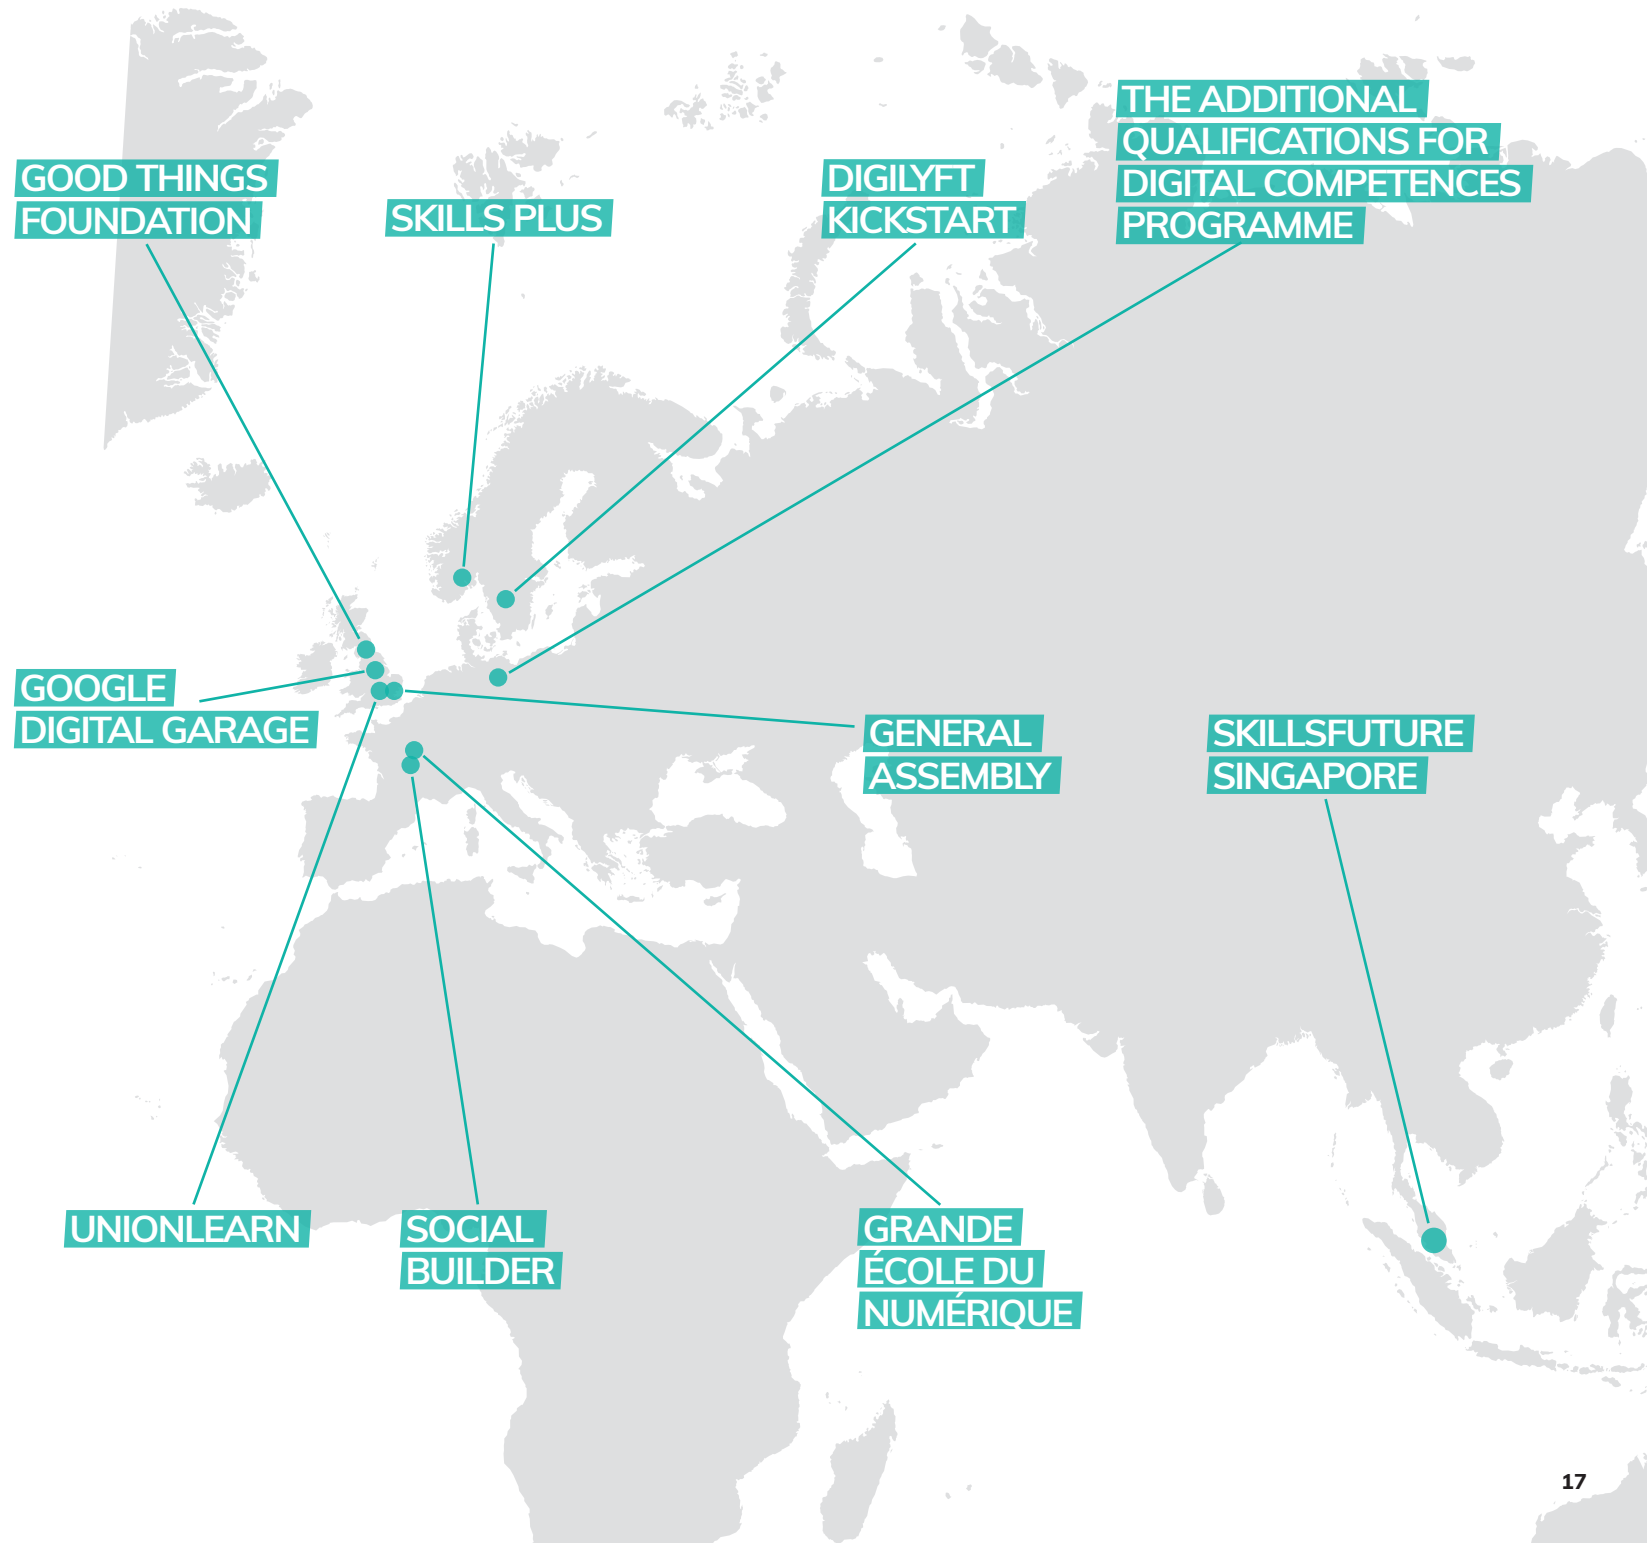 GOOD THINGS
FOUNDATION
SKILLS PLUS
DIGILYFT
KICKSTART
THE ADDITIONAL
QUALIFICATIONS FOR
DIGITAL COMPETENCES
PROGRAMME
GOOGLE
DIGITAL GARAGE
GENERAL
ASSEMBLY
SKILLSFUTURE
SINGAPORE
UNIONLEARN
SOCIAL
BUILDER
GRANDE
ÉCOLE DU
NUMÉRIQUE
17